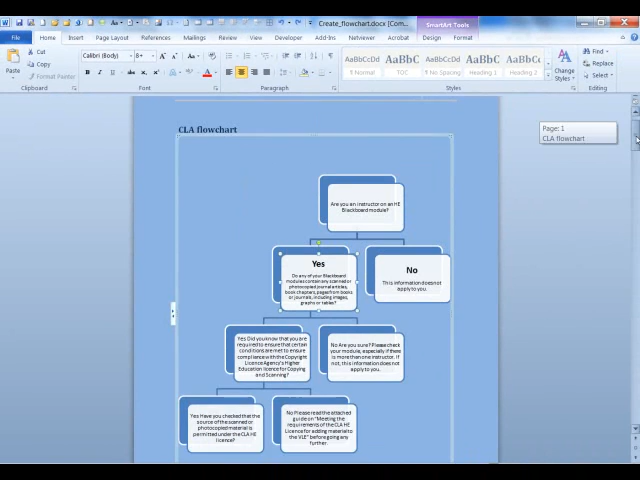 Create_flowchart.docx [Com...
SmartArt Tools
File Home Insert Page Layout References Mailings Review View Developer Add-Ins Netviewer Acrobat Design Format
Cut
Copy
Format Painter
Paste
Calibri (Body) 8+
B I U abc
AaBbCcDd AaBbC AaBbCcDd AaBbC AaBbCc
¶ Normal TOC ¶ No Spacing Heading 1 Heading 2
Change
Styles
Find
Replace
Select
Clipboard Font Paragraph Styles Editing
Page: 1
CLA flowchart
CLA flowchart
Are you an instructor on an HE
Blackboard module?
Yes
Do any of your Blackboard
modules contain any scanned or
photocopied journal articles,
book chapters, pages from books
or journals, including images,
graphs or tables?
No
This information does not
apply to you.
Yes Did you know that you are
required to ensure that certain
conditions are met to ensure
compliance with the Copyright
Licence Agency's Higher
Education licence for Copying
and Scanning?
No Are you sure? Please check
your module, especially if there
is more than one instructor. If
not, this information does not
apply to you.
Yes Have you checked that the
source of the scanned or
photocopied material is
permitted under the CLA HE
licence?
No Please read the attached
guide on "Meeting the
requirements of the CLA HE
Licence for adding material to
the VLE" before going any
further.